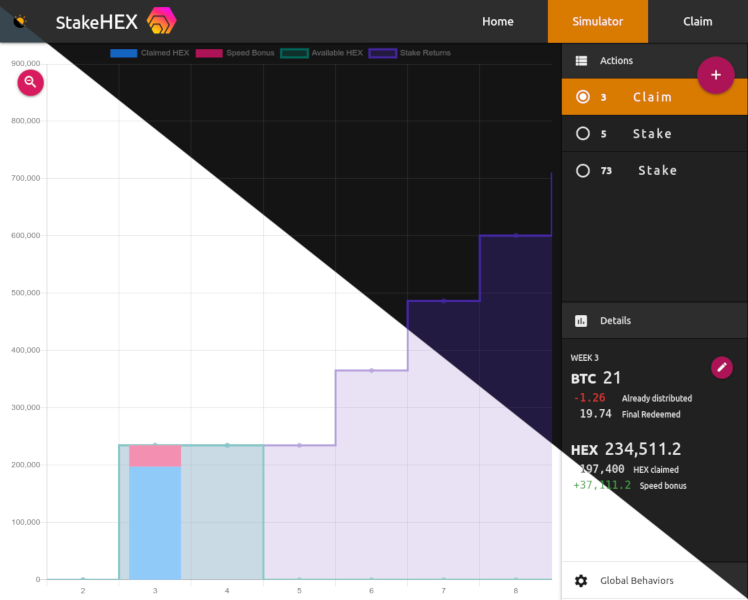 StakeHEX
Home
Simulator
Claim
Claimed HEX
Speed Bonus
Available HEX
Stake Returns
900,000
800,000
700,000
600,000
500,000
400,000
300,000
200,000
100,000
0
2
3
4
5
6
7
8
Actions
+
3 Claim
5 Stake
73 Stake
Details
WEEK 3
BTC 21
-1.26 Already distributed
19.74 Final Redeemed
HEX 234,511.2
197,400 HEX claimed
+37,111.2 Speed bonus
Global Behaviors